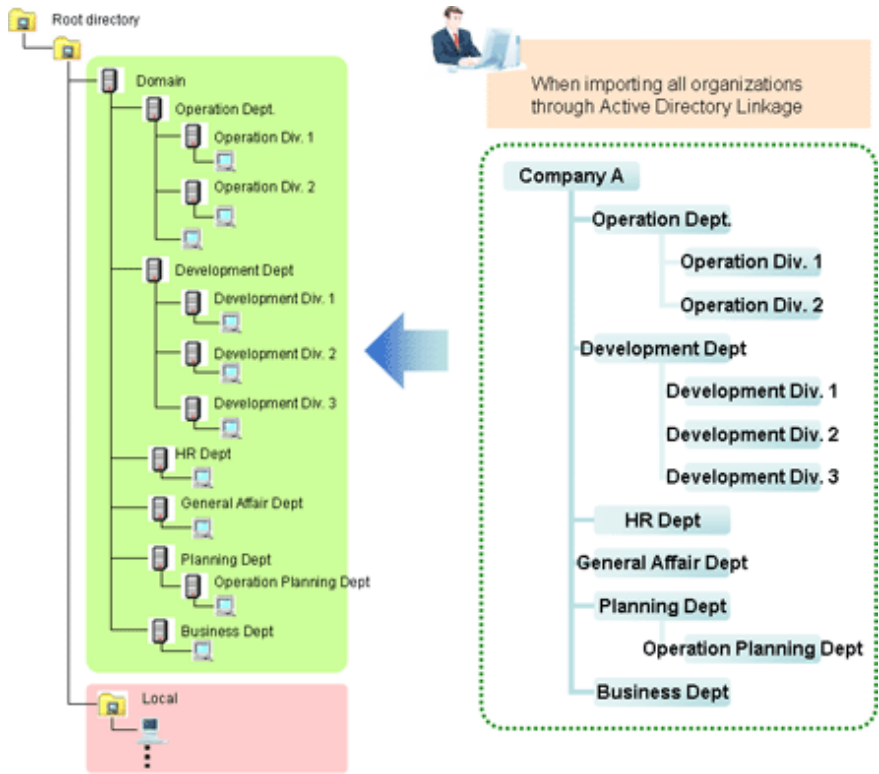 Root directory
Domain
Operation Dept.
Operation Div. 1
Operation Div. 2
Development Dept
Development Div. 1
Development Div. 2
Development Div. 3
HR Dept
General Affair Dept
Planning Dept
Operation Planning Dept
Business Dept
Local
When importing all organizations
through Active Directory Linkage
Company A
Operation Dept.
Operation Div. 1
Operation Div. 2
Development Dept
Development Div. 1
Development Div. 2
Development Div. 3
HR Dept
General Affair Dept
Planning Dept
Operation Planning Dept
Business Dept